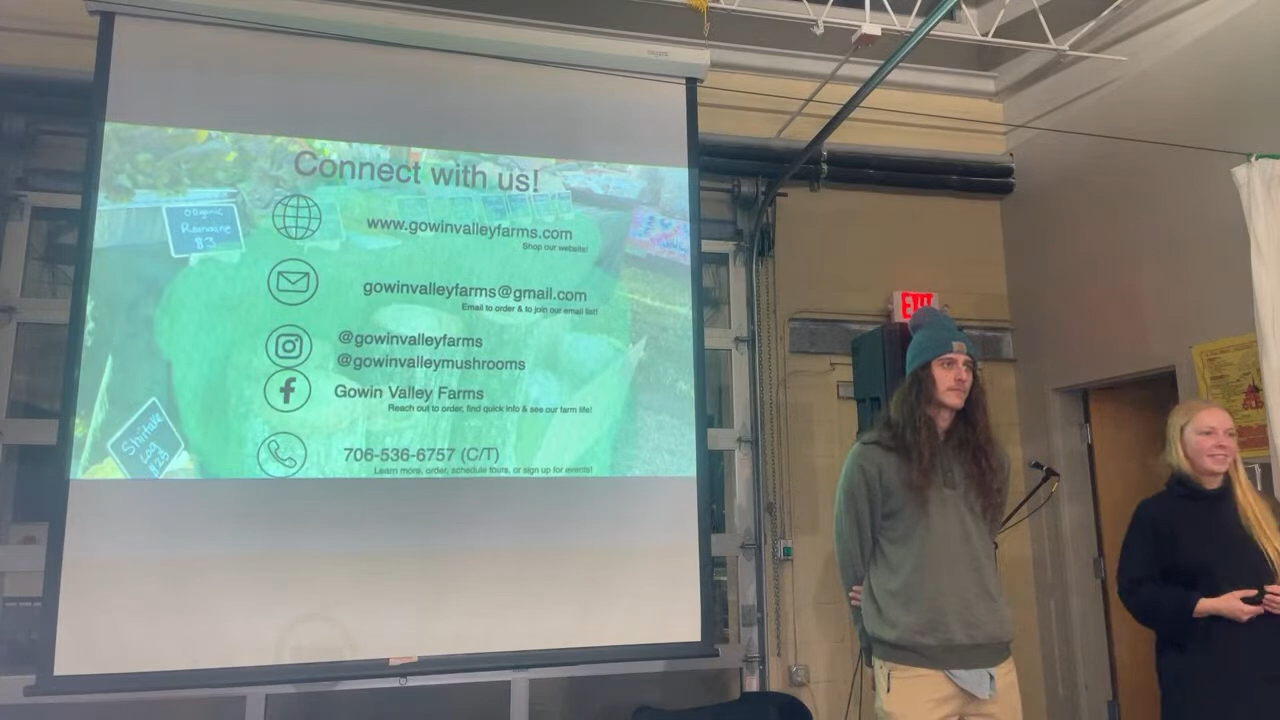 Connect with us!
www.gowinvalleyfarms.com
Shop our website!
gowinvalleyfarms@gmail.com
Email to order & to join our email list!
@gowinvalleyfarms
@gowinvalleymushrooms
Gowin Valley Farms
Reach out to order, find quick info & see our farm life!
706-536-6757 (C/T)
Learn more, order, schedule tours, or sign up for events!
Organic
Romaine
$3
Shiitake
Log
$25
EXIT